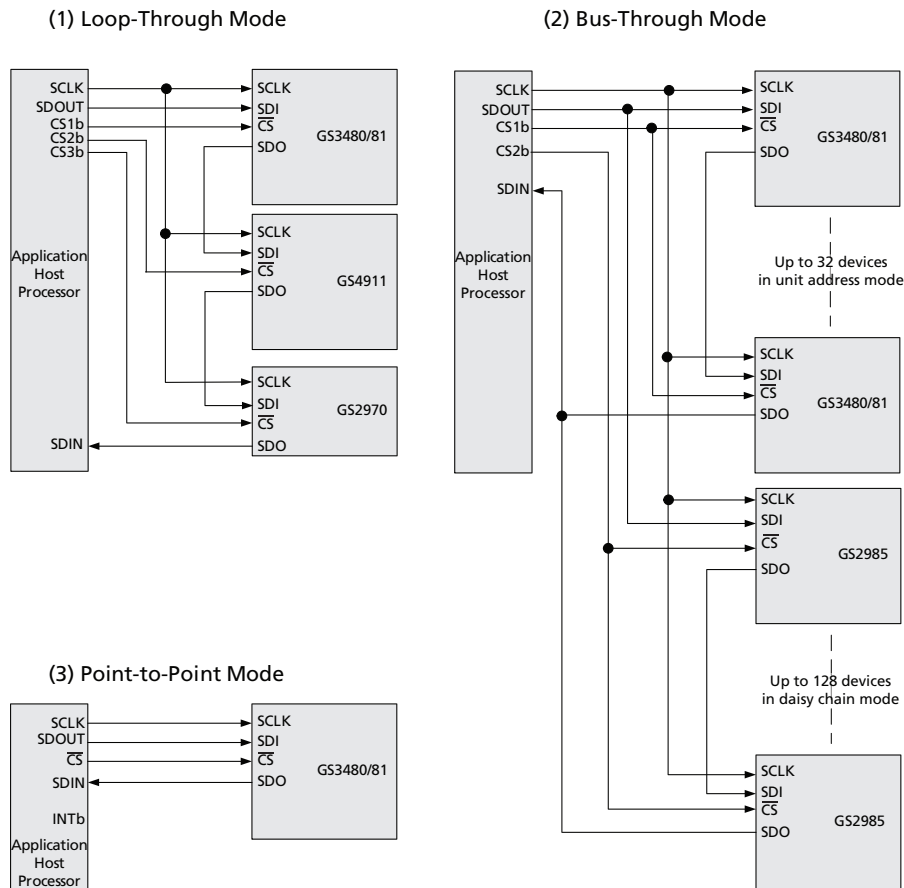 (1) Loop-Through Mode
SCLK
SDOUT
CS1b
CS2b
CS3b
Application
Host
Processor
SDIN
SCLK
SDI
CS
SDO
GS3480/81
SCLK
SDI
CS
SDO
GS4911
SCLK
SDI
CS
SDO
GS2970
(2) Bus-Through Mode
SCLK
SDOUT
CS1b
CS2b
SDIN
Application
Host
Processor
SCLK
SDI
CS
SDO
GS3480/81
Up to 32 devices
in unit address mode
SCLK
SDI
CS
SDO
GS3480/81
SCLK
SDI
CS
SDO
GS2985
Up to 128 devices
in daisy chain mode
SCLK
SDI
CS
SDO
GS2985
(3) Point-to-Point Mode
SCLK
SDOUT
CS
SDIN
INTb
Application
Host
Processor
SCLK
SDI
CS
SDO
GS3480/81